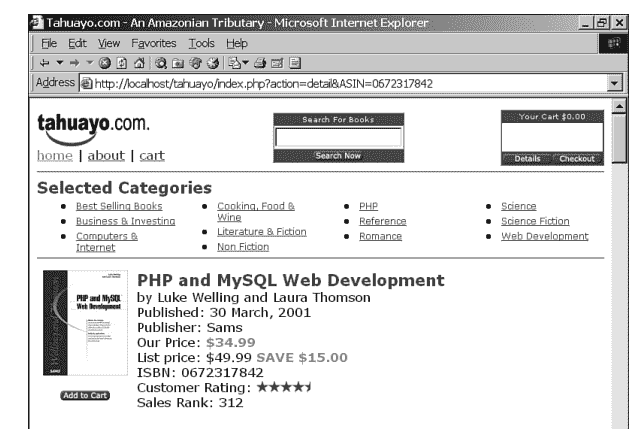 Tahuayo.com - An Amazonian Tributary - Microsoft Internet Explorer
File Edit View Favorites Tools Help
Address http://localhost/tahuayo/index.php?action=detail&ASIN=0672317842
tahuayo.com.
home | about | cart
Search For Books
Search Now
Your Cart $0.00
Details Checkout
Selected Categories
Best Selling Books
Business & Investing
Computers &
Internet
Cooking, Food &
Wine
Literature & Fiction
Non Fiction
PHP
Reference
Romance
Science
Science Fiction
Web Development
PHP and MySQL
Web Development
Add to Cart
PHP and MySQL Web Development
by Luke Welling and Laura Thomson
Published: 30 March, 2001
Publisher: Sams
Our Price: $34.99
List price: $49.99 SAVE $15.00
ISBN: 0672317842
Customer Rating:
Sales Rank: 312